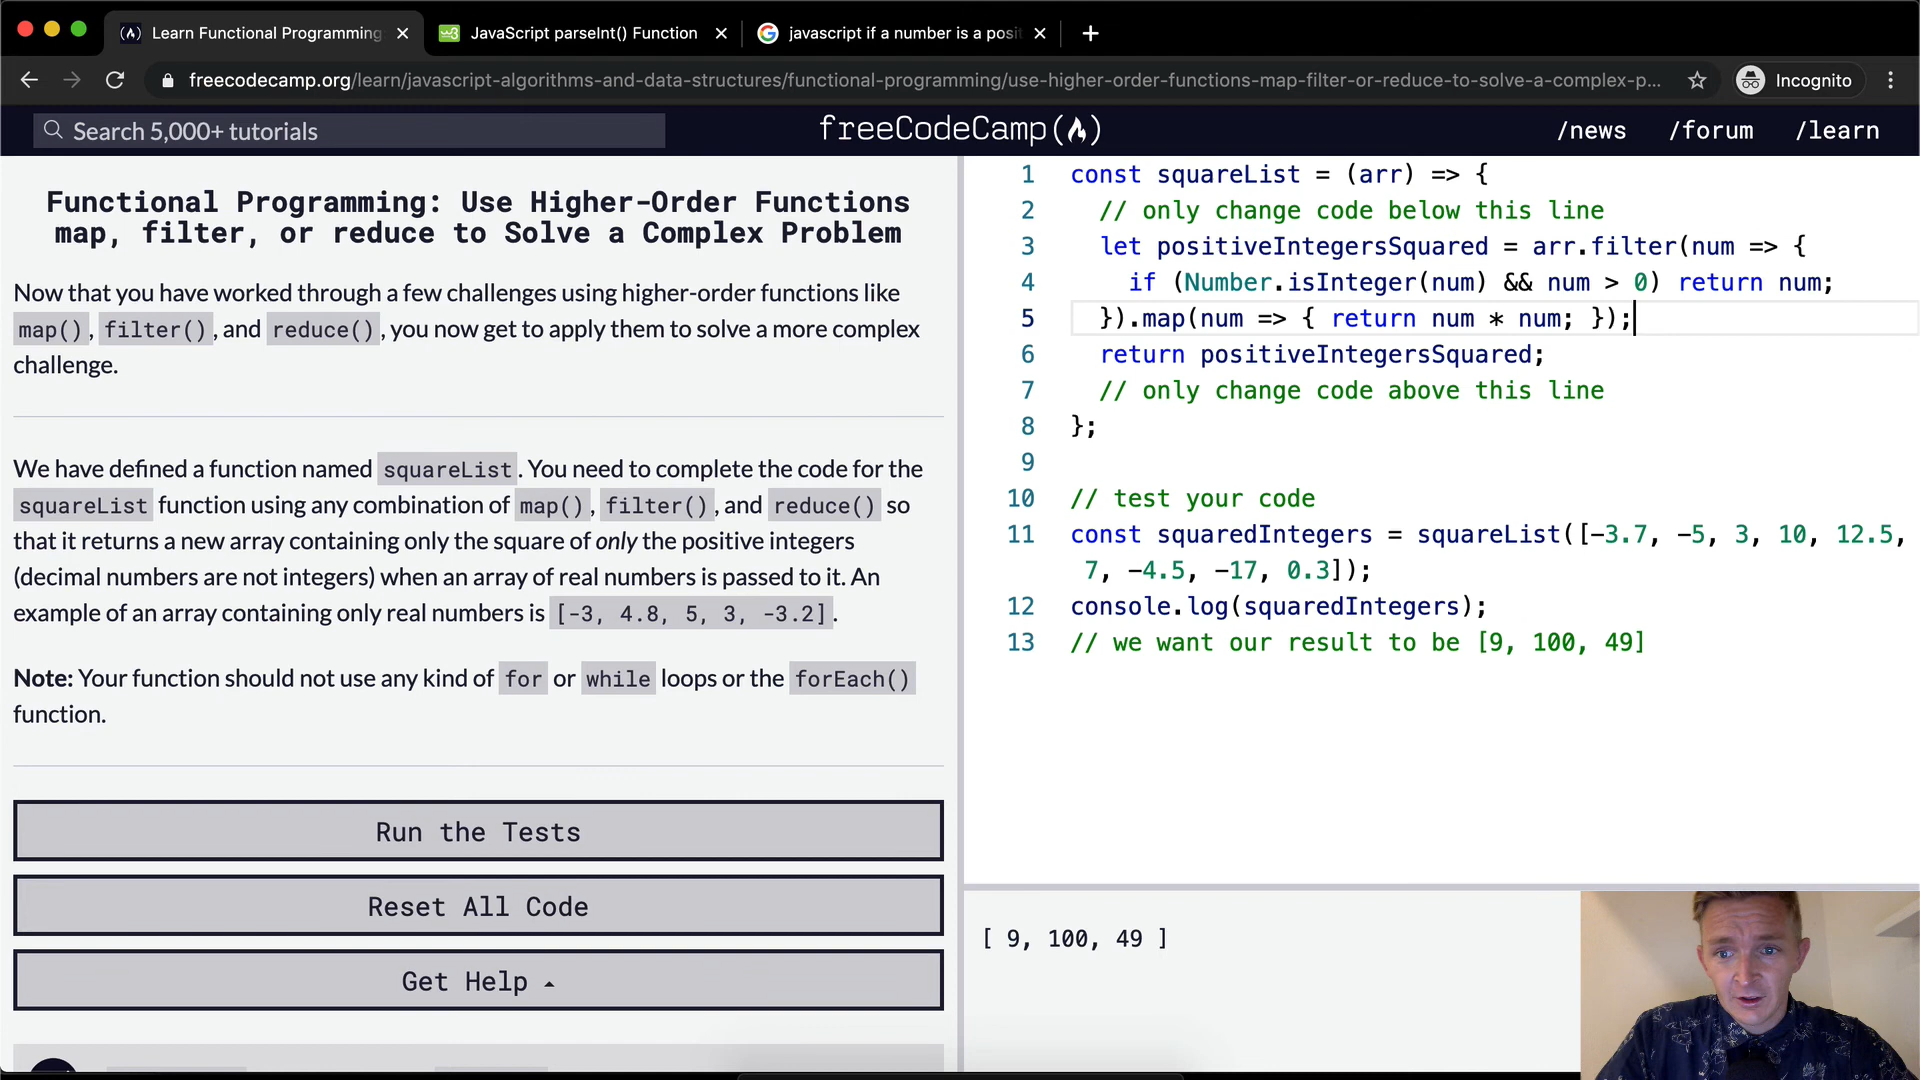 Learn Functional Programming:
JavaScript parseInt() Function
javascript if a number is a posi
freecodecamp.org/learn/javascript-algorithms-and-data-structures/functional-programming/use-higher-order-functions-map-filter-or-reduce-to-solve-a-complex-p...
Incognito
Search 5,000+ tutorials
freeCodeCamp
/news
/forum
/learn
Functional Programming: Use Higher-Order Functions
map, filter, or reduce to Solve a Complex Problem
Now that you have worked through a few challenges using higher-order functions like
map(), filter(), and reduce(), you now get to apply them to solve a more complex
challenge.
We have defined a function named squareList. You need to complete the code for the
squareList function using any combination of map(), filter(), and reduce() so
that it returns a new array containing only the square of only the positive integers
(decimal numbers are not integers) when an array of real numbers is passed to it. An
example of an array containing only real numbers is [-3, 4.8, 5, 3, -3.2].
Note: Your function should not use any kind of for or while loops or the forEach()
function.
Run the Tests
Reset All Code
Get Help
1 const squareList = (arr) => {
2 // only change code below this line
3 let positiveIntegersSquared = arr.filter(num => {
4 if (Number.isInteger(num) && num > 0) return num;
5 }).map(num => { return num * num; });
6 return positiveIntegersSquared;
7 // only change code above this line
8 };
9
10 // test your code
11 const squaredIntegers = squareList([-3.7, -5, 3, 10, 12.5,
7, -4.5, -17, 0.3]);
12 console.log(squaredIntegers);
13 // we want our result to be [9, 100, 49]
[ 9, 100, 49 ]